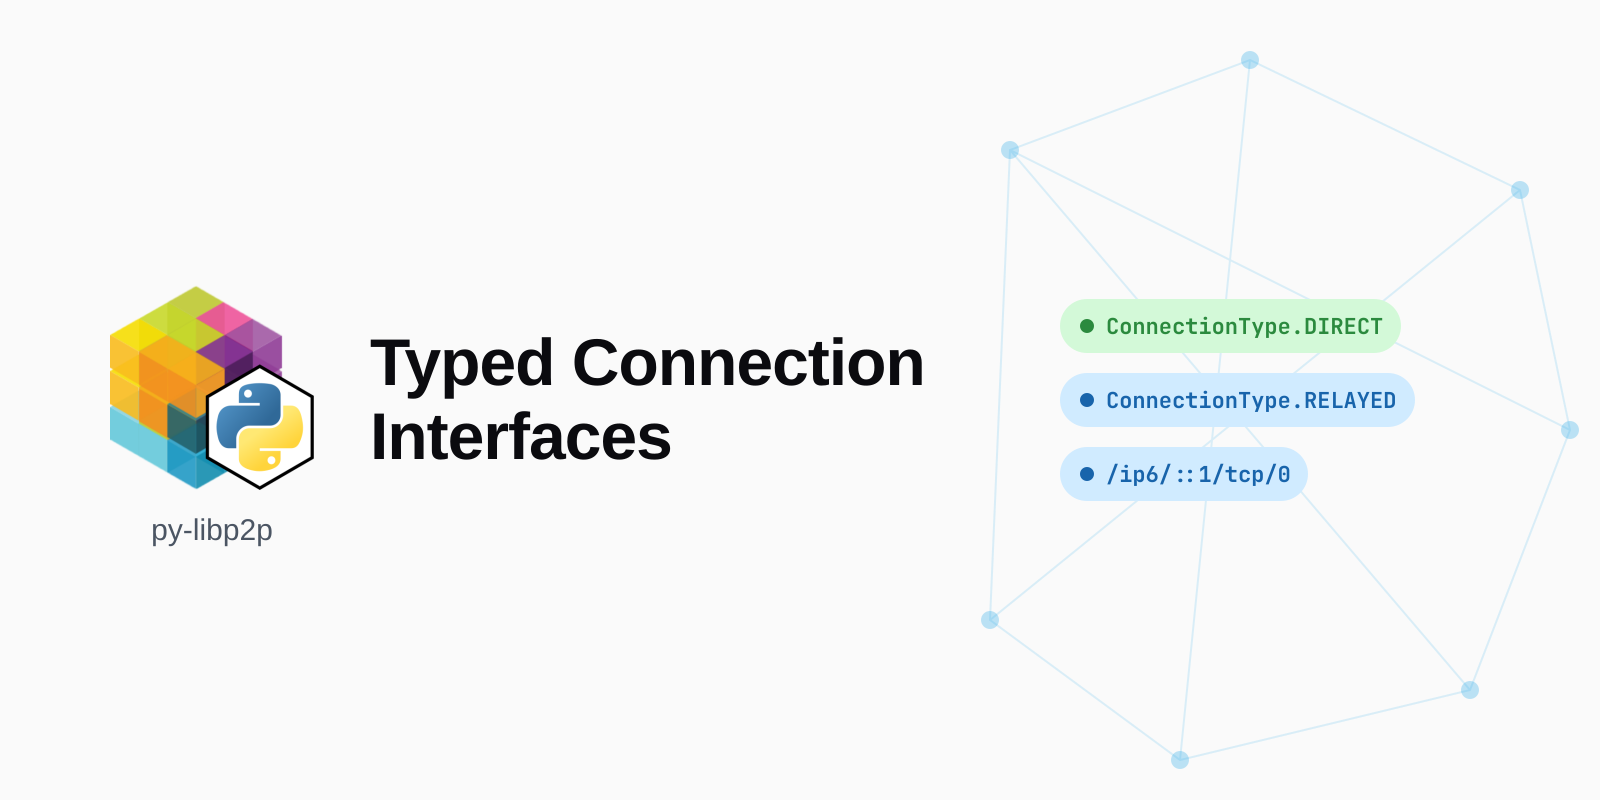 Typed Connection
Interfaces
py-libp2p
ConnectionType.DIRECT
ConnectionType.RELAYED
/ip6/::1/tcp/0